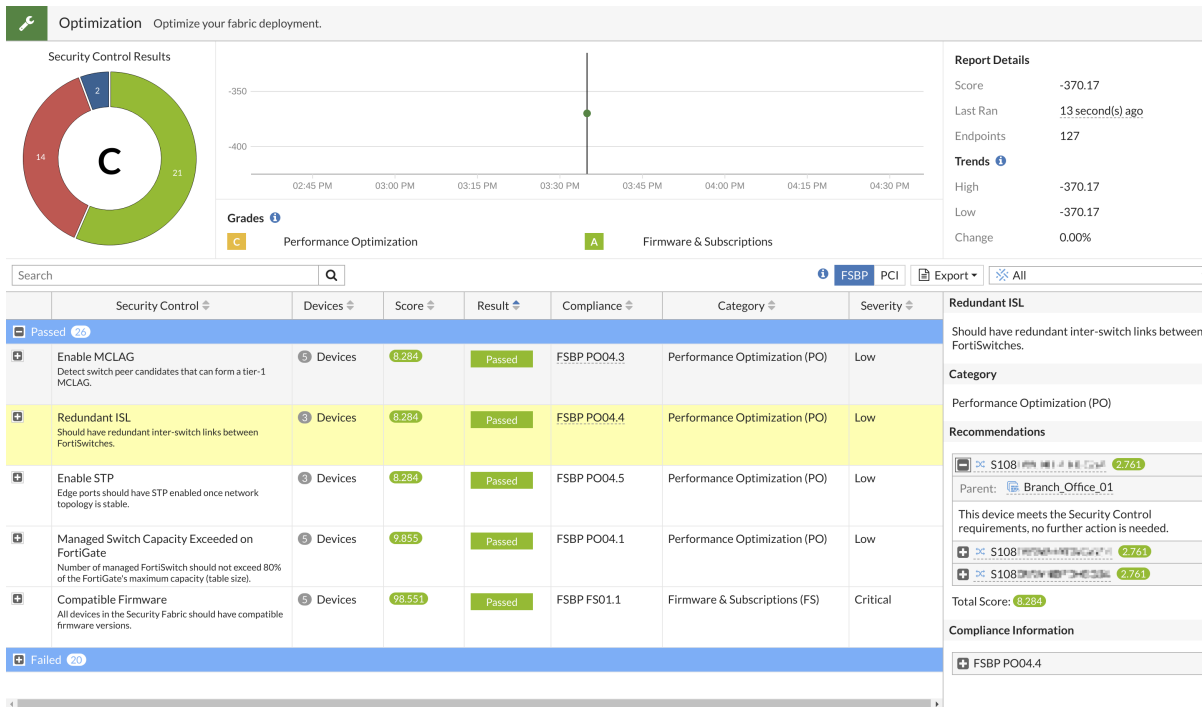 Optimization Optimize your fabric deployment.
Security Control Results
2
14
C
21
-350
-400
02:45 PM 03:00 PM 03:15 PM 03:30 PM 03:45 PM 04:00 PM 04:15 PM 04:30 PM
Grades
C Performance Optimization A Firmware & Subscriptions
Report Details
Score -370.17
Last Ran 13 second(s) ago
Endpoints 127
Trends
High -370.17
Low -370.17
Change 0.00%
Search FSBP PCI Export All
Security Control Devices Score Result Compliance Category Severity
Passed 26
Enable MCLAG 5 Devices 8.284 Passed FSBP PO04.3 Performance Optimization (PO) Low
Detect switch peer candidates that can form a tier-1
MCLAG.
Redundant ISL 3 Devices 8.284 Passed FSBP PO04.4 Performance Optimization (PO) Low
Should have redundant inter-switch links between
FortiSwitches.
Enable STP 3 Devices 8.284 Passed FSBP PO04.5 Performance Optimization (PO) Low
Edge ports should have STP enabled once network
topology is stable.
Managed Switch Capacity Exceeded on 5 Devices 9.855 Passed FSBP PO04.1 Performance Optimization (PO) Low
FortiGate
Number of managed FortiSwitch should not exceed 80%
of the FortiGate's maximum capacity (table size).
Compatible Firmware 5 Devices 98.551 Passed FSBP FS01.1 Firmware & Subscriptions (FS) Critical
All devices in the Security Fabric should have compatible
firmware versions.
Failed 20
Redundant ISL
Should have redundant inter-switch links between
FortiSwitches.
Category
Performance Optimization (PO)
Recommendations
S108 2.761
Parent: Branch_Office_01
This device meets the Security Control
requirements, no further action is needed.
S108 2.761
S108 2.761
Total Score: 8.284
Compliance Information
FSBP PO04.4